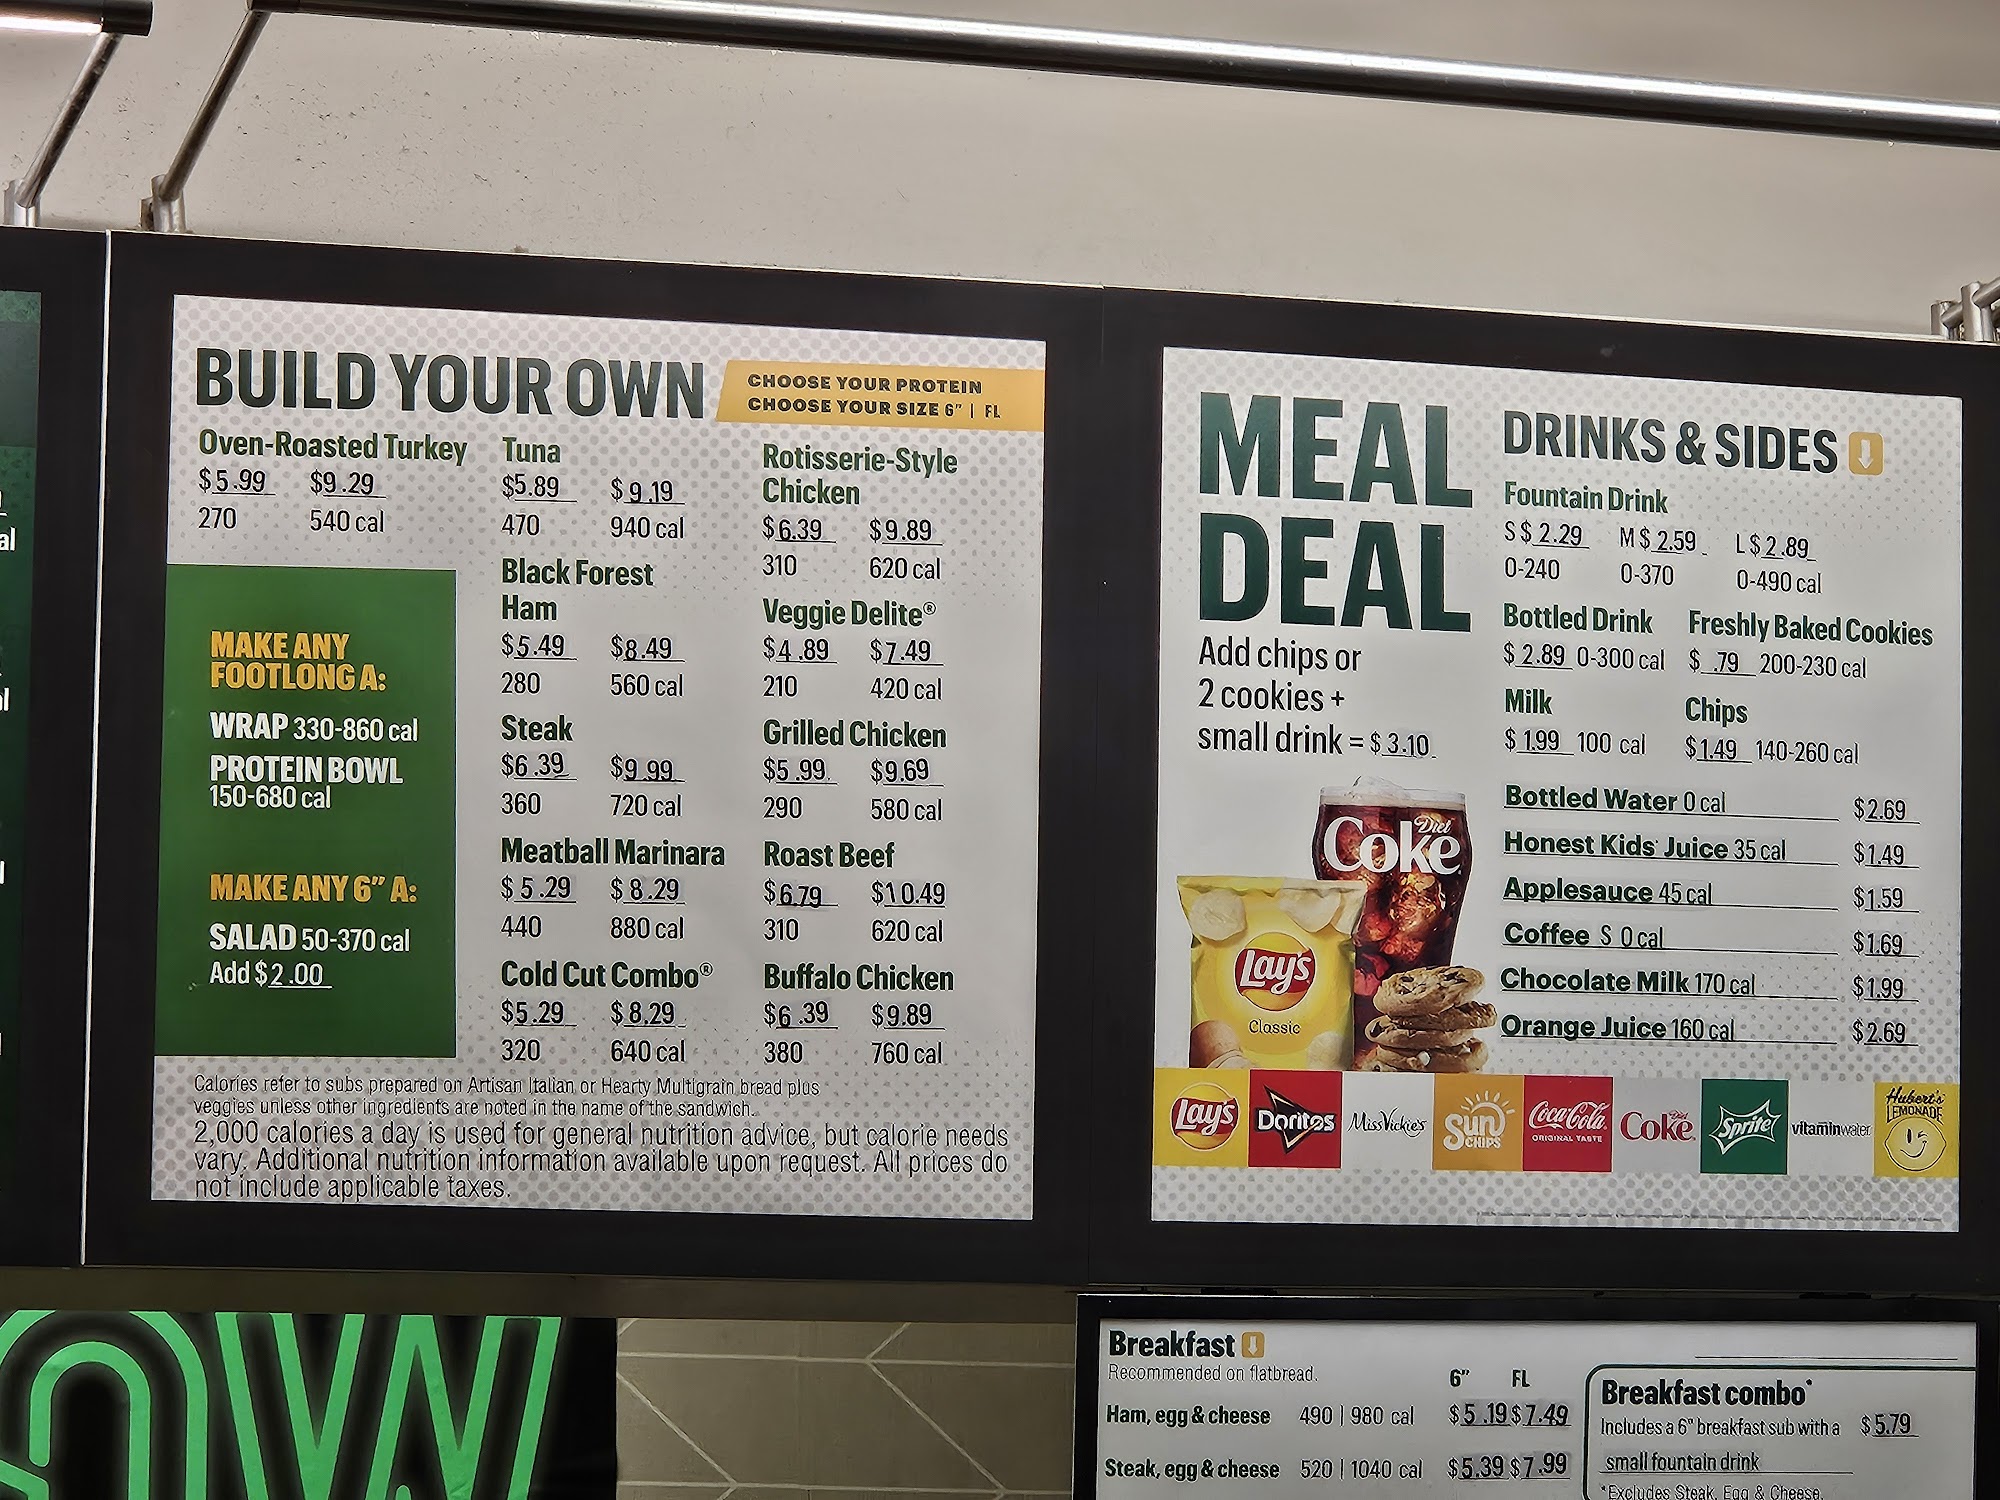 BUILD YOUR OWN
CHOOSE YOUR PROTEIN
CHOOSE YOUR SIZE 6" | FL
Oven-Roasted Turkey
$5.99 $9.29
270 540 cal
MAKE ANY
FOOTLONG A:
WRAP 330-860 cal
PROTEIN BOWL
150-680 cal
MAKE ANY 6" A:
SALAD 50-370 cal
Add $2.00
Tuna
$5.89 $9.19
470 940 cal
Black Forest
Ham
$5.49 $8.49
280 560 cal
Steak
$6.39 $9.99
360 720 cal
Meatball Marinara
$5.29 $8.29
440 880 cal
Cold Cut Combo®
$5.29 $8.29
320 640 cal
Rotisserie-Style
Chicken
$6.39 $9.89
310 620 cal
Veggie Delite®
$4.89 $7.49
210 420 cal
Grilled Chicken
$5.99 $9.69
290 580 cal
Roast Beef
$6.79 $10.49
310 620 cal
Buffalo Chicken
$6.39 $9.89
380 760 cal
Calories refer to subs prepared on Artisan Italian or Hearty Multigrain bread plus
veggies unless other ingredients are noted in the name of the sandwich.
2,000 calories a day is used for general nutrition advice, but calorie needs
vary. Additional nutrition information available upon request. All prices do
not include applicable taxes.
MEAL
DEAL
Add chips or
2 cookies +
small drink = $3.10
Diet
Coke
Lay's
Classic
DRINKS & SIDES
Fountain Drink
S $2.29 M $2.59 L $2.89
0-240 0-370 0-490 cal
Bottled Drink Freshly Baked Cookies
$2.89 0-300 cal $.79 200-230 cal
Milk Chips
$1.99 100 cal $1.49 140-260 cal
Bottled Water 0 cal $2.69
Honest Kids' Juice 35 cal $1.49
Applesauce 45 cal $1.59
Coffee S 0 cal $1.69
Chocolate Milk 170 cal $1.99
Orange Juice 160 cal $2.69
Lay's Doritos Miss Vickie's SUN CHIPS Coca-Cola ORIGINAL TASTE Diet Coke Sprite vitaminwater Hubert's LEMONADE
Breakfast
Recommended on flatbread.
6" FL
Ham, egg & cheese 490 | 980 cal $5.19 $7.49
Steak, egg & cheese 520 | 1040 cal $5.39 $7.99
Breakfast combo*
Includes a 6" breakfast sub with a $5.79
small fountain drink
*Excludes Steak, Egg & Cheese.
OW
al